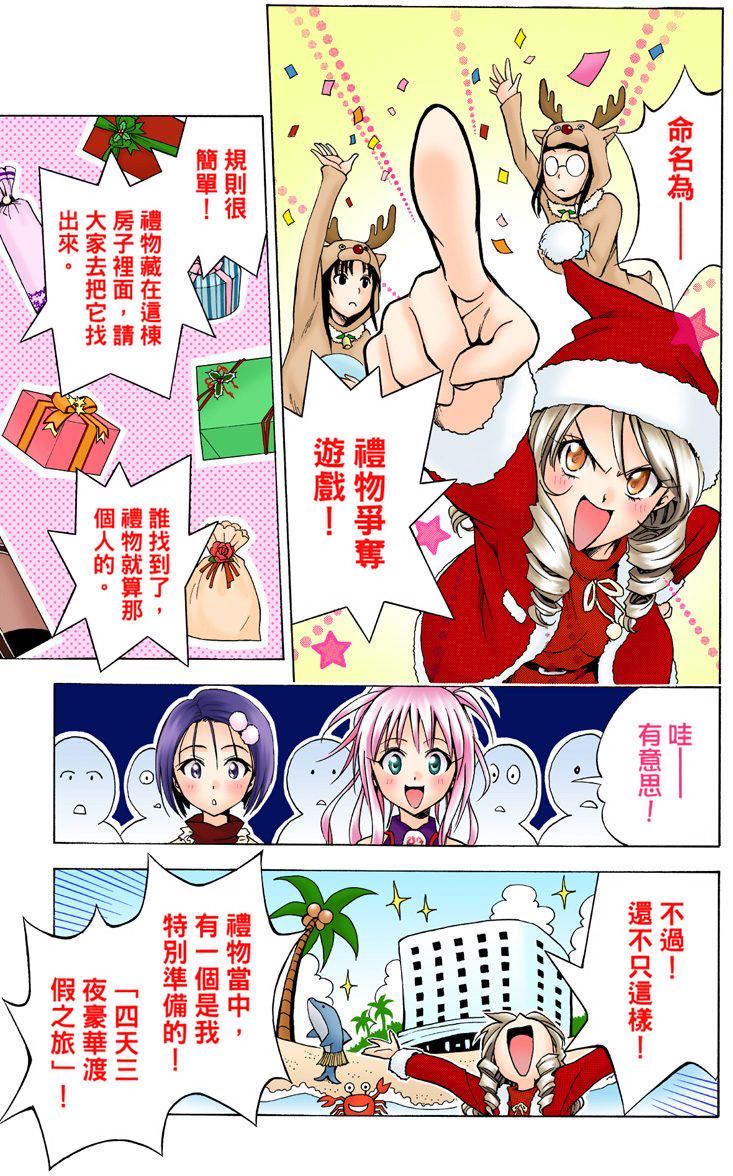 命名為——
禮物爭奪
遊戲！
規則很
簡單！
禮物藏在這棟
房子裡面，請
大家去把它找
出來。
誰找到了，
禮物就算那
個人的。
哇——
有意思！
不過！
還不只這樣！
禮物當中，
有一個是我
特別準備的！
「四天三
夜豪華渡
假之旅」！